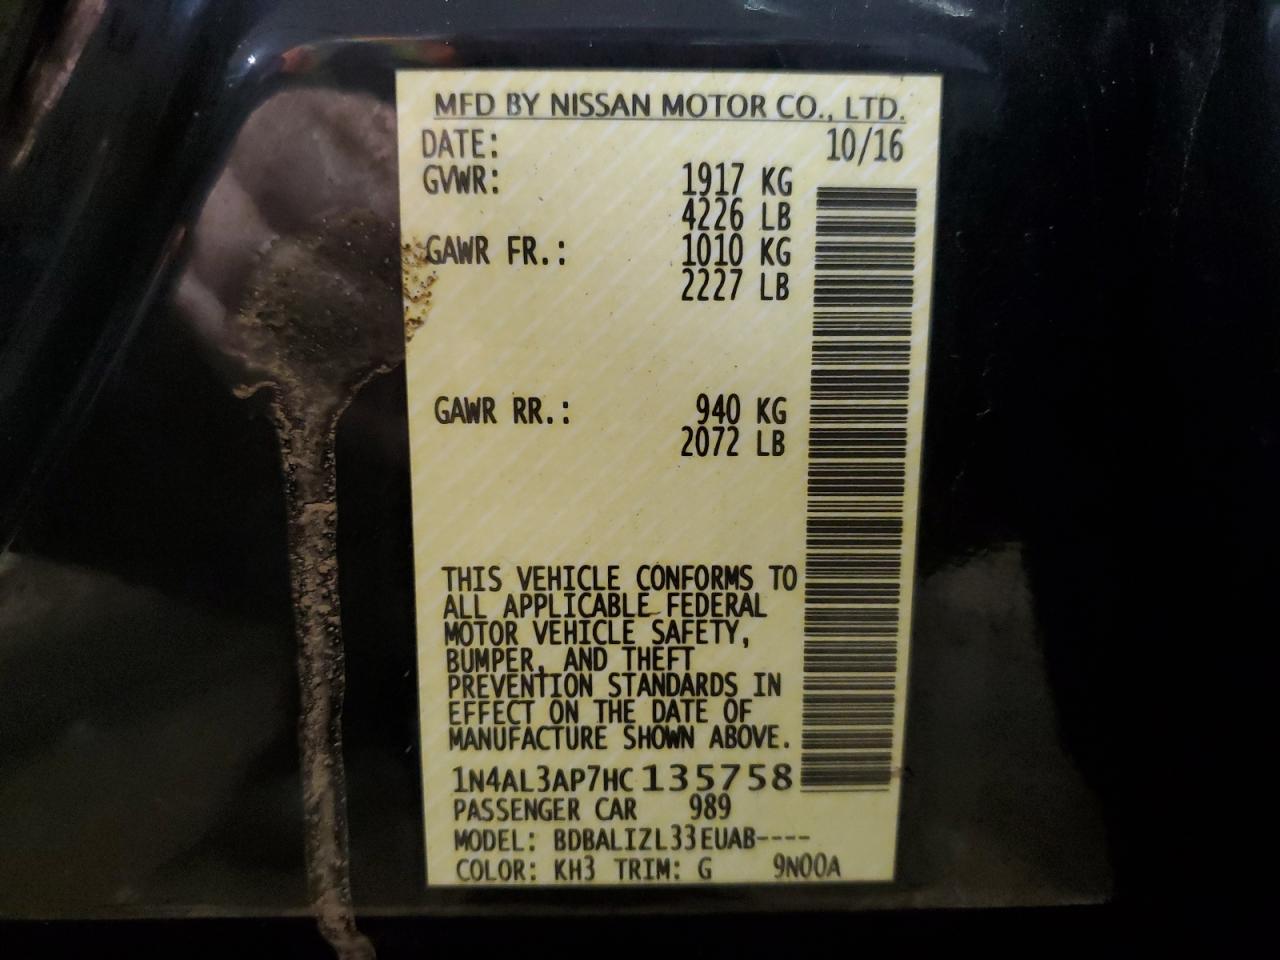 MFD BY NISSAN MOTOR CO., LTD.
DATE: 10/16
GVWR: 1917 KG
4226 LB
GAWR FR.: 1010 KG
2227 LB
GAWR RR.: 940 KG
2072 LB
THIS VEHICLE CONFORMS TO
ALL APPLICABLE FEDERAL
MOTOR VEHICLE SAFETY,
BUMPER, AND THEFT
PREVENTION STANDARDS IN
EFFECT ON THE DATE OF
MANUFACTURE SHOWN ABOVE.
1N4AL3AP7HC135758
PASSENGER CAR 989
MODEL: BDBALIZL33EUAB----
COLOR: KH3 TRIM: G 9N00A